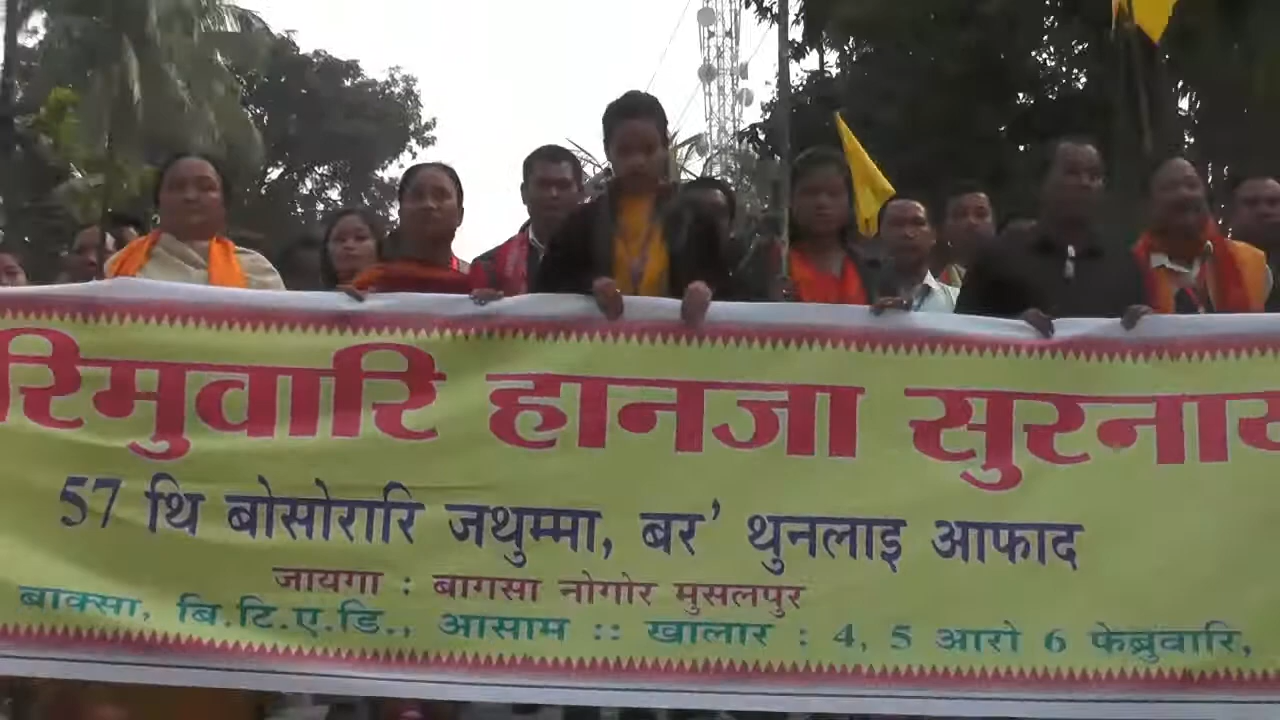 रिमुवारि हानजा सुरनाय
57 थि बोसोरारि जथुम्मा, बर' थुनलाइ आफाद
जायगा : बागसा नोगोर मुसलपुर
बाक्सा, बि.टि.ए.डि., आसाम :: खालार : 4, 5 आरो 6 फेब्रुवारि,